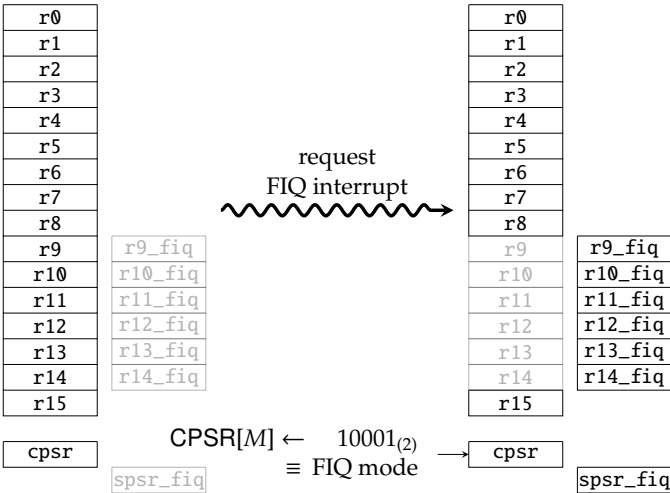 r0
r1
r2
r3
r4
r5
r6
r7
r8
r9
r10
r11
r12
r13
r14
r15
cpsr
r9_fiq
r10_fiq
r11_fiq
r12_fiq
r13_fiq
r14_fiq
spsr_fiq
request
FIQ interrupt
CPSR[M] ← 10001(2)
≡ FIQ mode
r0
r1
r2
r3
r4
r5
r6
r7
r8
r9
r10
r11
r12
r13
r14
r15
cpsr
r9_fiq
r10_fiq
r11_fiq
r12_fiq
r13_fiq
r14_fiq
spsr_fiq